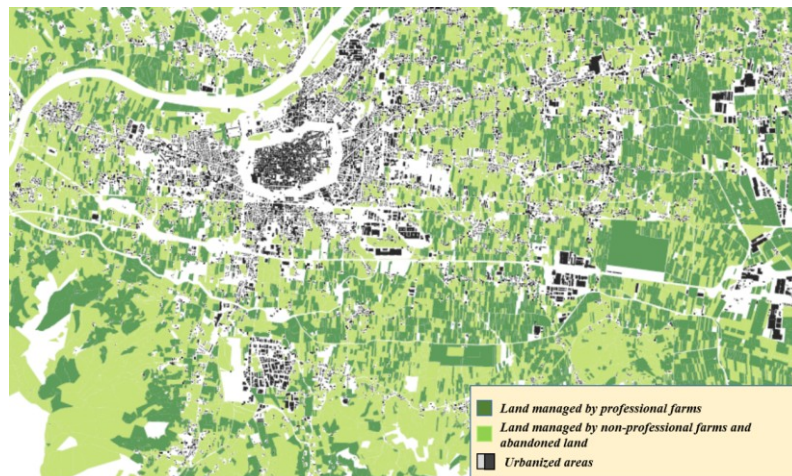 Land managed by professional farms
Land managed by non-professional farms and
abandoned land
Urbanized areas